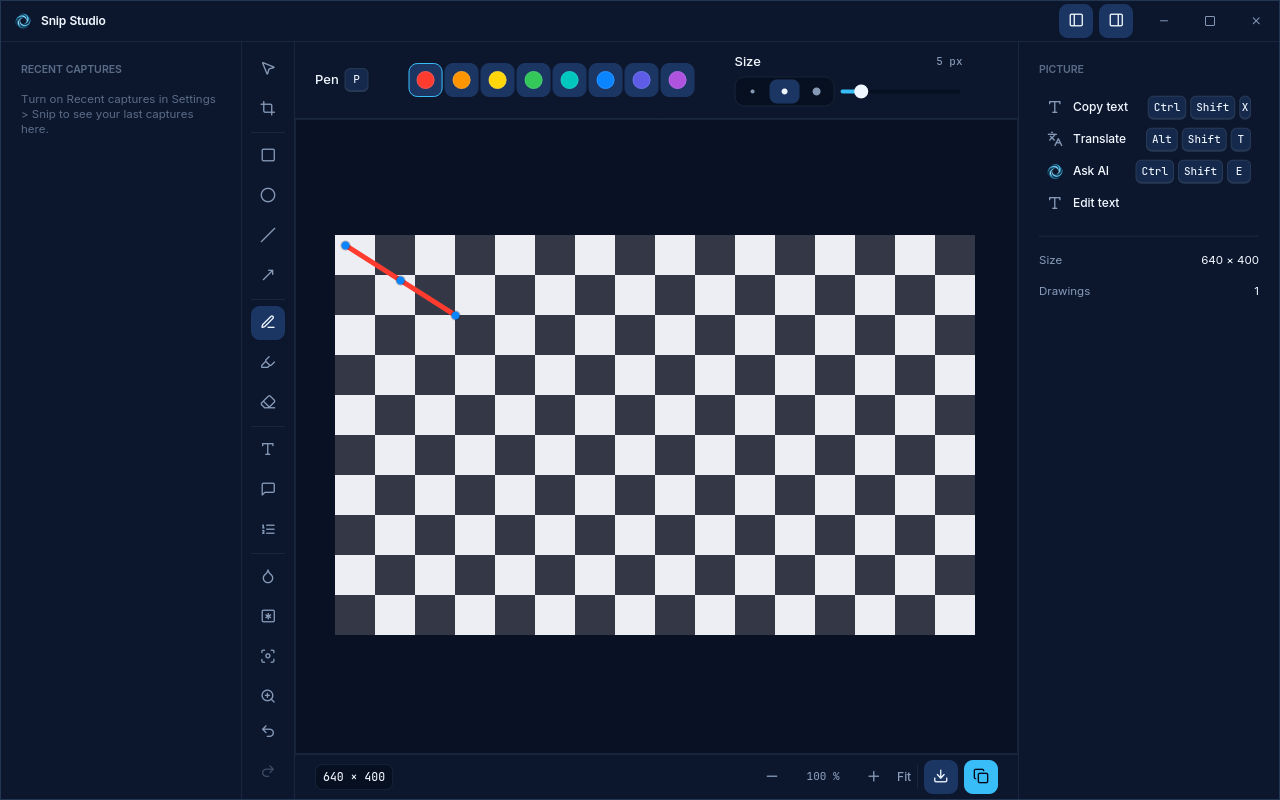 Snip Studio
RECENT CAPTURES
Turn on Recent captures in Settings
> Snip to see your last captures
here.
Pen P
Size 5 px
PICTURE
Copy text Ctrl Shift X
Translate Alt Shift T
Ask AI Ctrl Shift E
Edit text
Size 640 × 400
Drawings 1
640 × 400
100 %
Fit